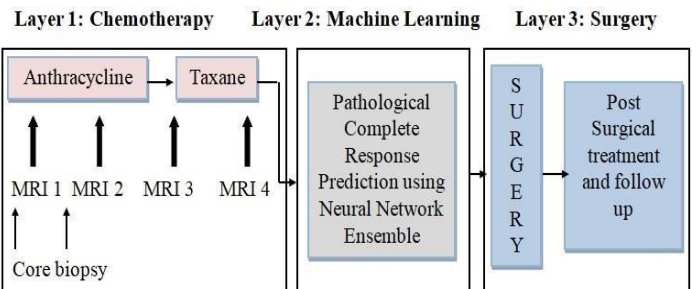 Layer 1: Chemotherapy
Layer 2: Machine Learning
Layer 3: Surgery
Anthracycline
Taxane
MRI 1
MRI 2
MRI 3
MRI 4
Core biopsy
Pathological
Complete
Response
Prediction using
Neural Network
Ensemble
SURGERY
Post
Surgical
treatment
and follow
up